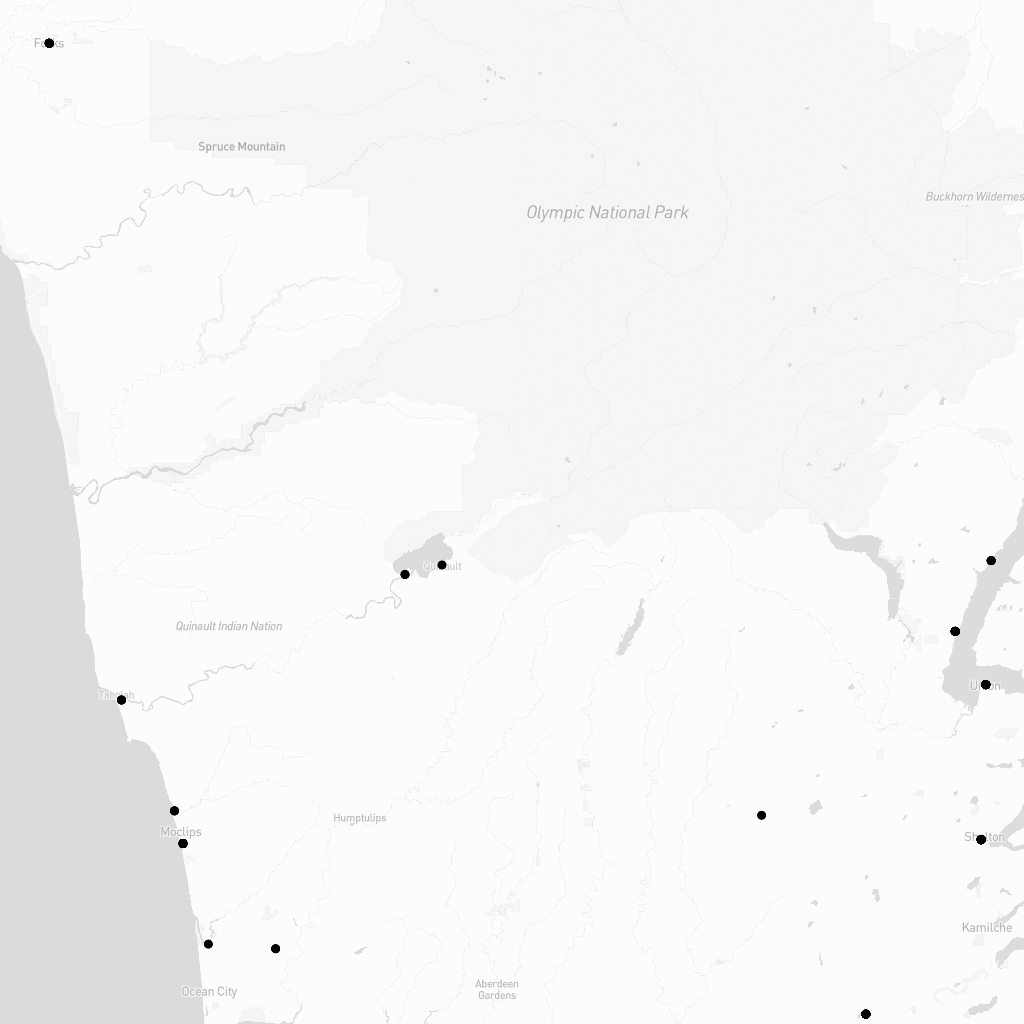 Forks
Spruce Mountain
Buckhorn Wildernes
Olympic National Park
Quinault
Quinault Indian Nation
Union
Taholah
Humptulips
Moclips
Shelton
Kamilche
Aberdeen
Gardens
Ocean City